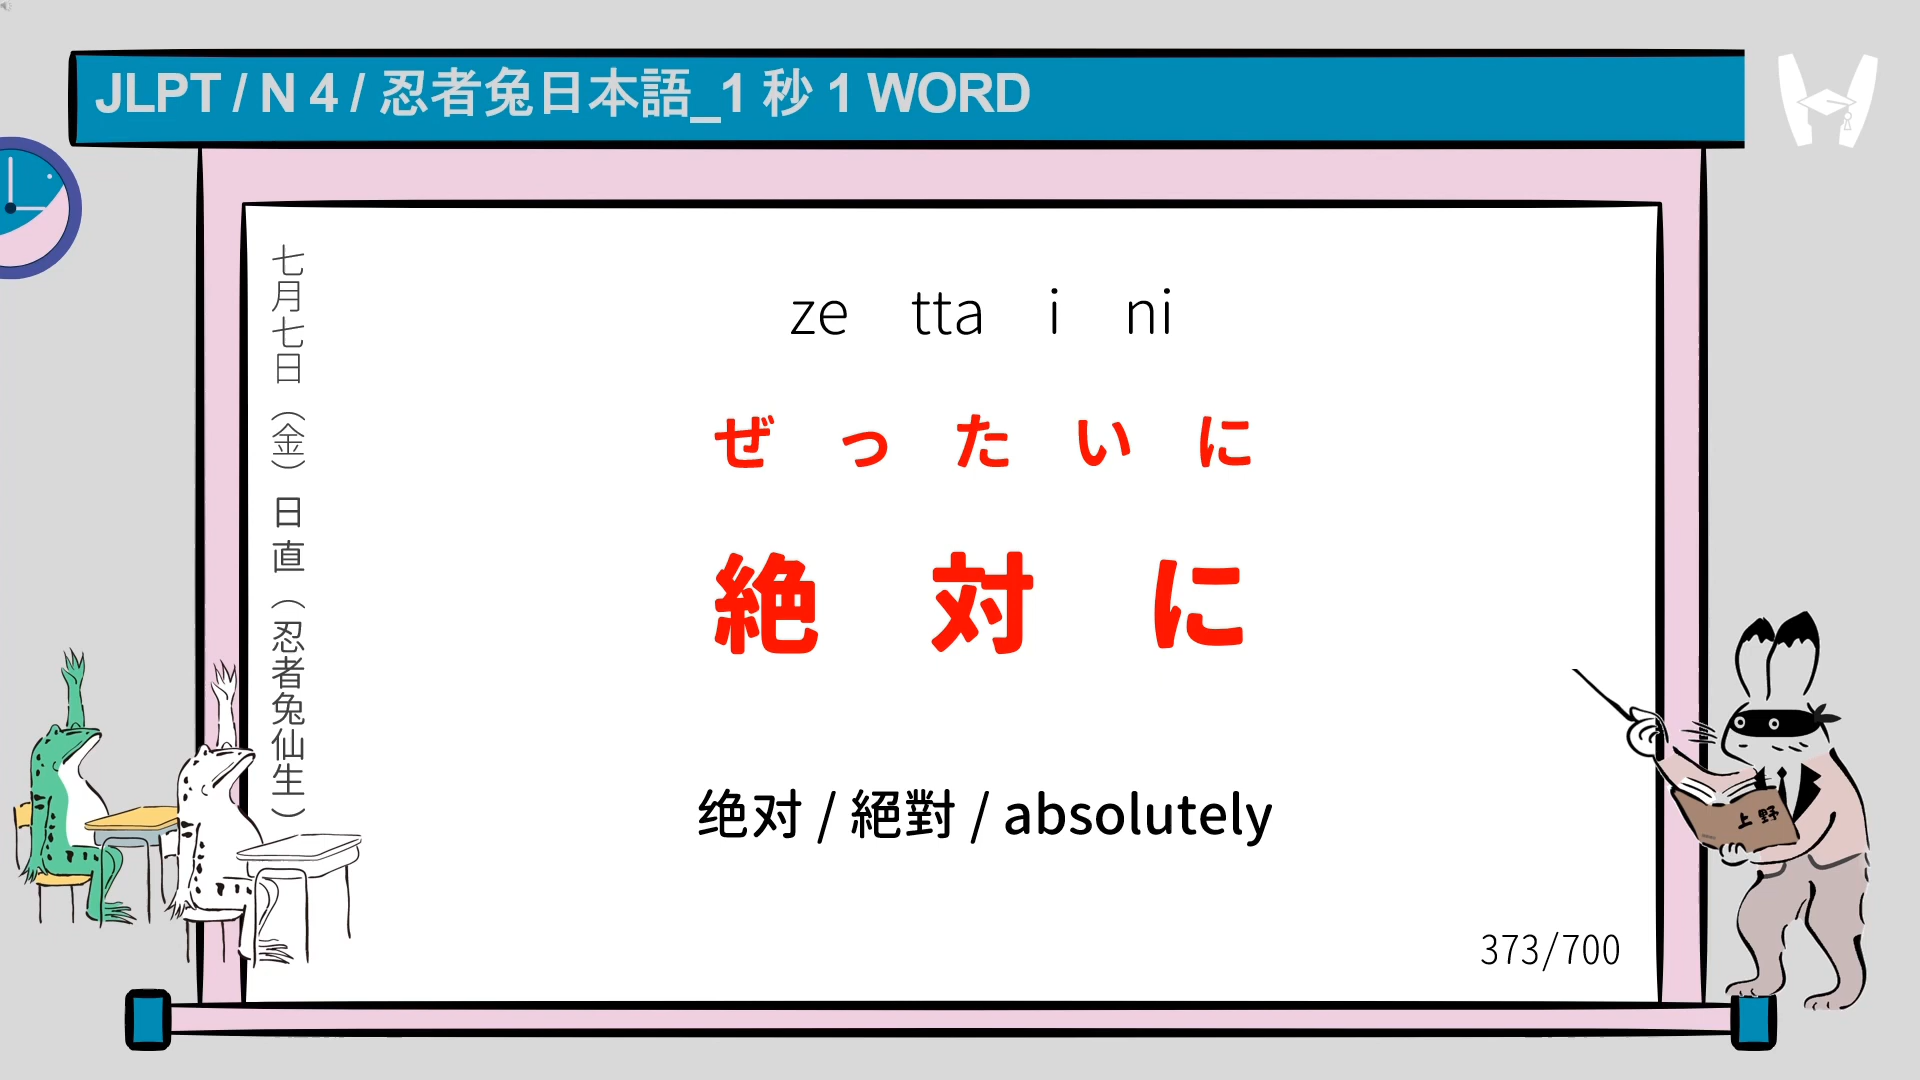 JLPT / N 4 / 忍者兔日本語_1 秒 1 WORD
七月七日（金）日直（忍者兔仙生）
ze tta i ni
ぜ っ た い に
絶 対 に
绝对 / 絕對 / absolutely
上野
373/700